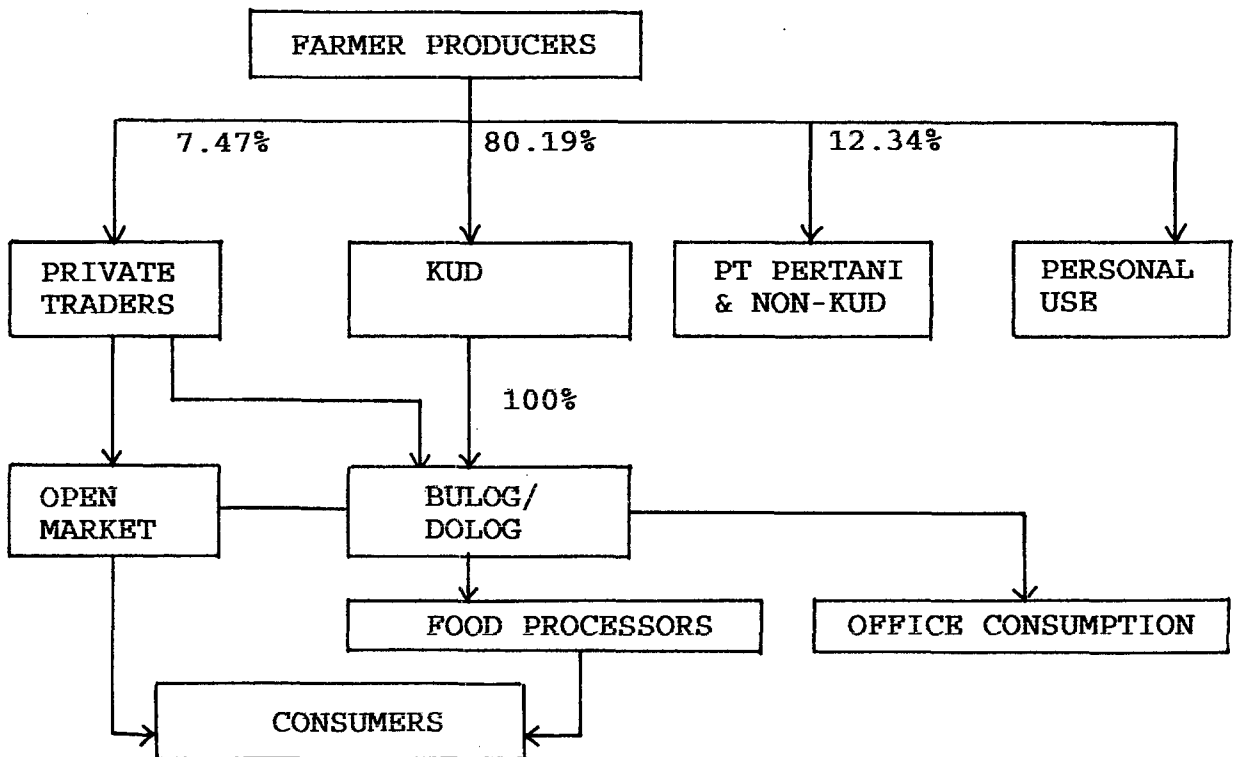 FARMER PRODUCERS
7.47%
80.19%
12.34%
PRIVATE
TRADERS
KUD
PT PERTANI
& NON-KUD
PERSONAL
USE
100%
OPEN
MARKET
BULOG/
DOLOG
FOOD PROCESSORS
OFFICE CONSUMPTION
CONSUMERS